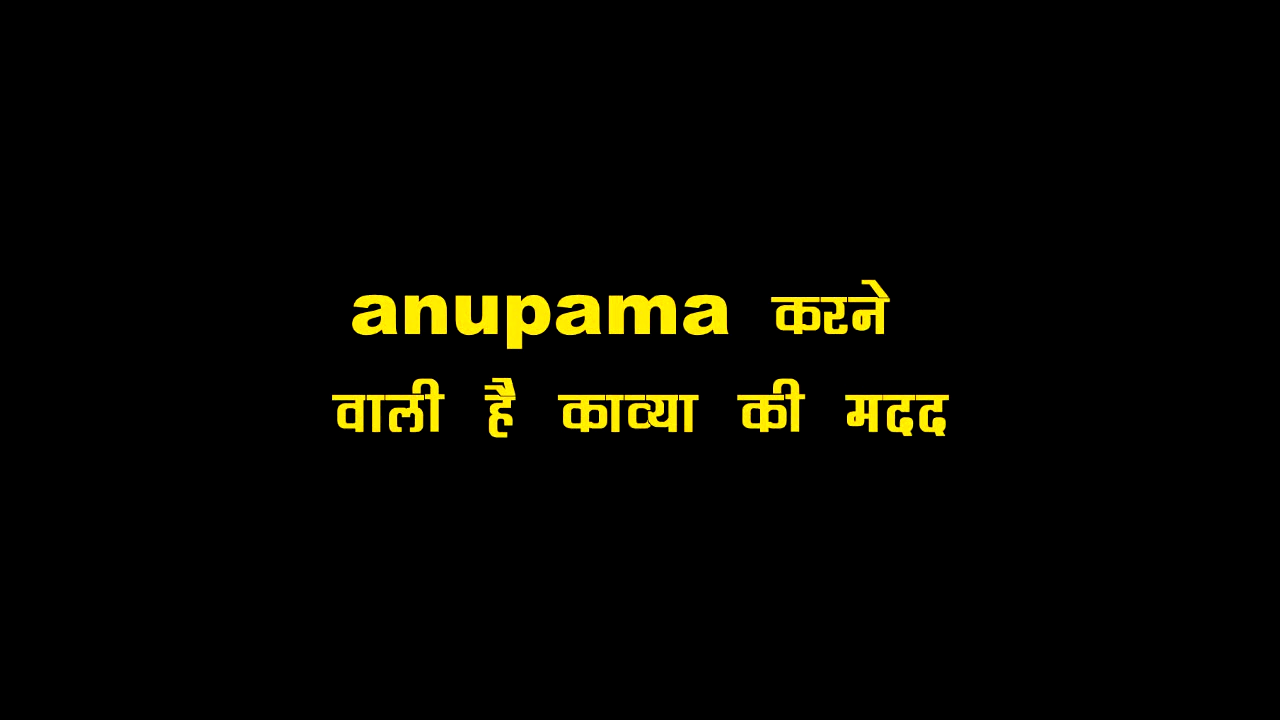 anupama करने
वाली है काव्या की मदद